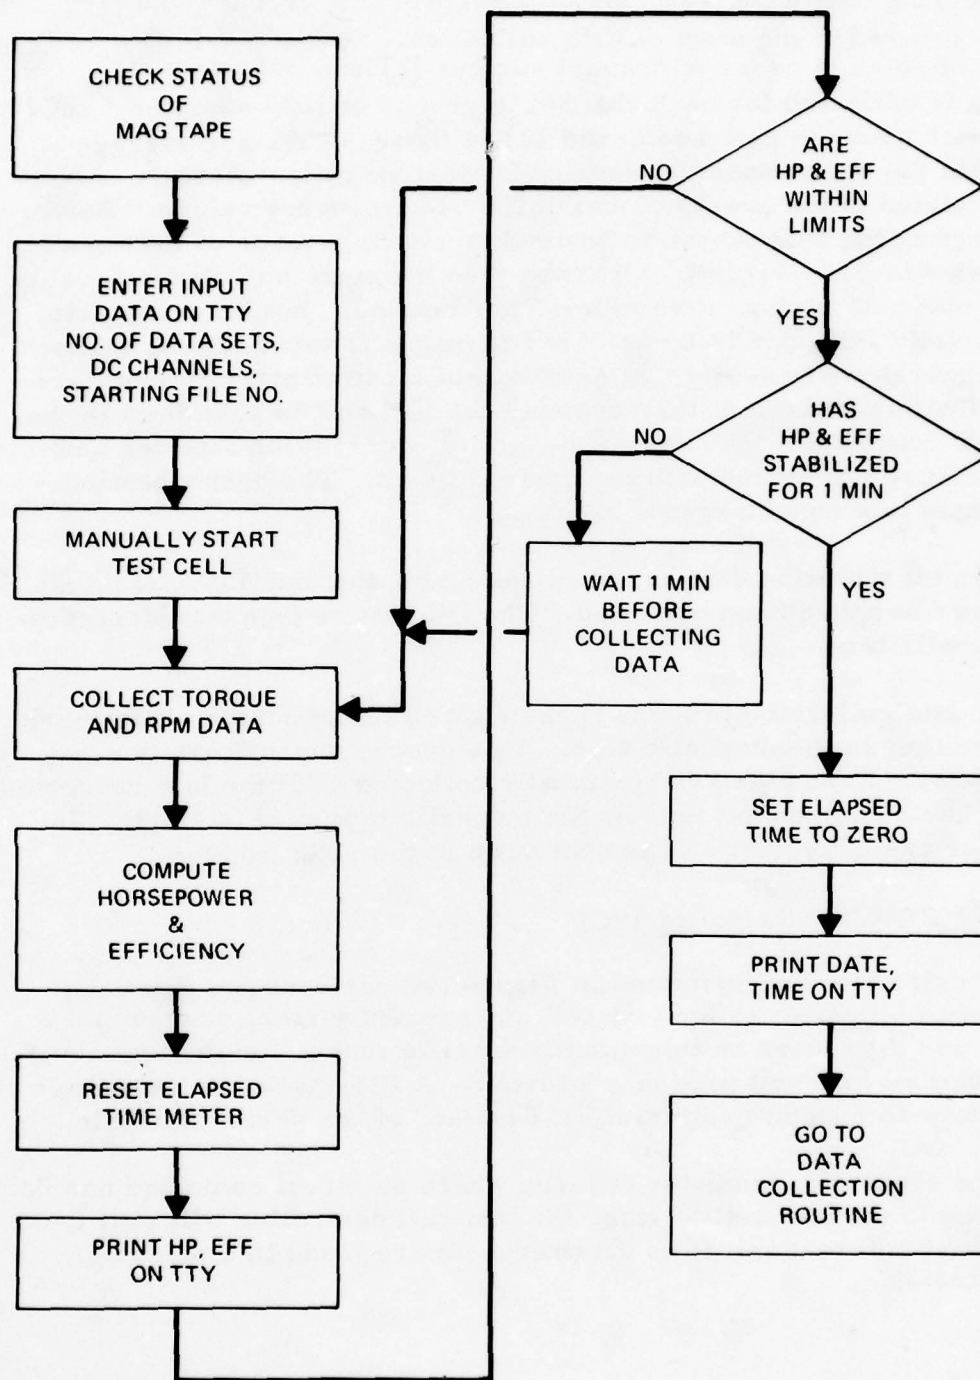 CHECK STATUS
OF
MAG TAPE
ENTER INPUT
DATA ON TTY
NO. OF DATA SETS,
DC CHANNELS,
STARTING FILE NO.
MANUALLY START
TEST CELL
COLLECT TORQUE
AND RPM DATA
COMPUTE
HORSEPOWER
&
EFFICIENCY
RESET ELAPSED
TIME METER
PRINT HP, EFF
ON TTY
ARE
HP & EFF
WITHIN
LIMITS
NO
YES
HAS
HP & EFF
STABILIZED
FOR 1 MIN
NO
WAIT 1 MIN
BEFORE
COLLECTING
DATA
YES
SET ELAPSED
TIME TO ZERO
PRINT DATE,
TIME ON TTY
GO TO
DATA
COLLECTION
ROUTINE